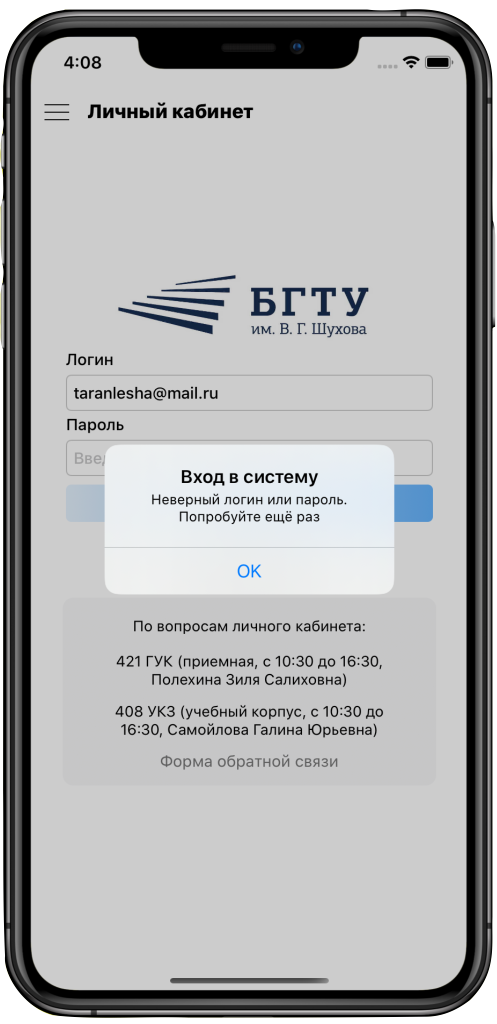 4:08
Личный кабинет
БГТУ
им. В. Г. Шухова
Логин
taranlesha@mail.ru
Пароль
Введ
Вход в систему
Неверный логин или пароль.
Попробуйте ещё раз
OK
По вопросам личного кабинета:
421 ГУК (приемная, с 10:30 до 16:30,
Полехина Зиля Салиховна)
408 УК3 (учебный корпус, с 10:30 до
16:30, Самойлова Галина Юрьевна)
Форма обратной связи